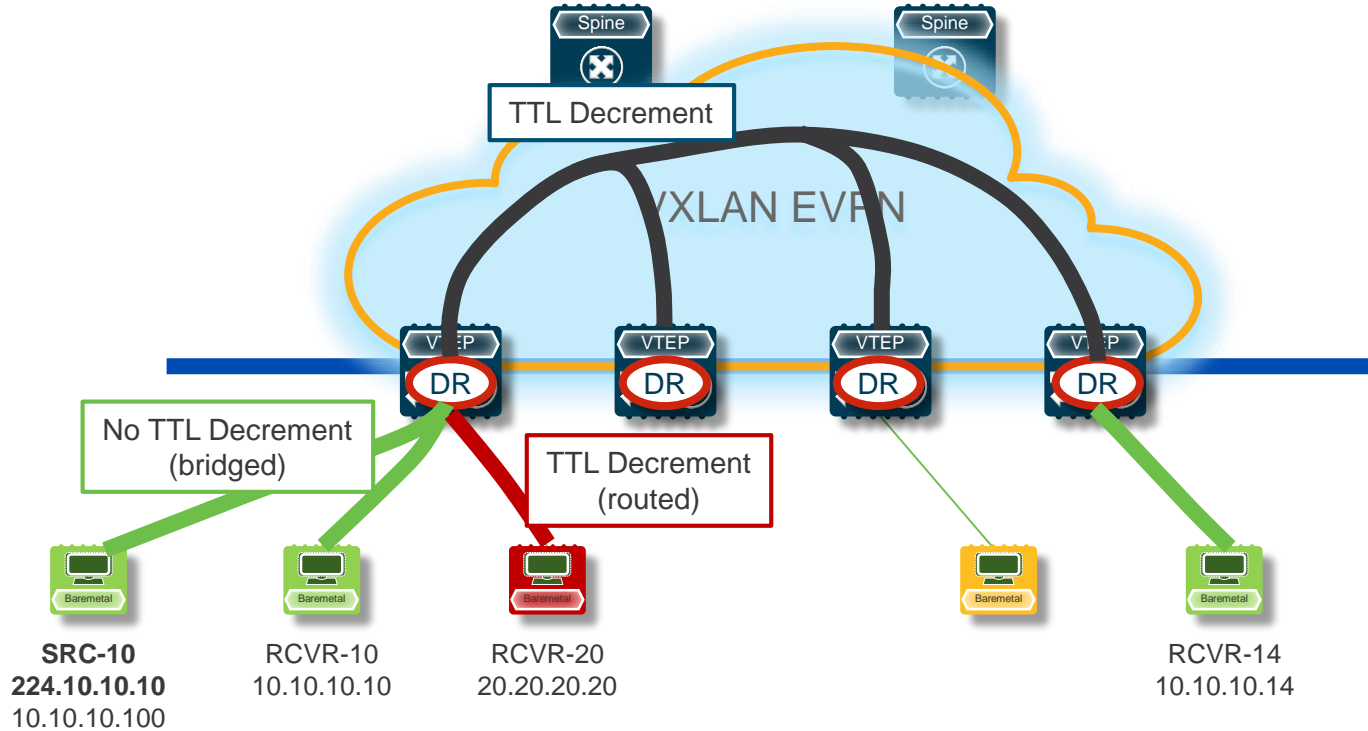 Spine
Spine
TTL Decrement
VXLAN EVPN
VTEP
VTEP
VTEP
VTEP
DR
DR
DR
DR
No TTL Decrement
(bridged)
TTL Decrement
(routed)
Baremetal
Baremetal
Baremetal
Baremetal
Baremetal
SRC-10
224.10.10.10
10.10.10.100
RCVR-10
10.10.10.10
RCVR-20
20.20.20.20
RCVR-14
10.10.10.14